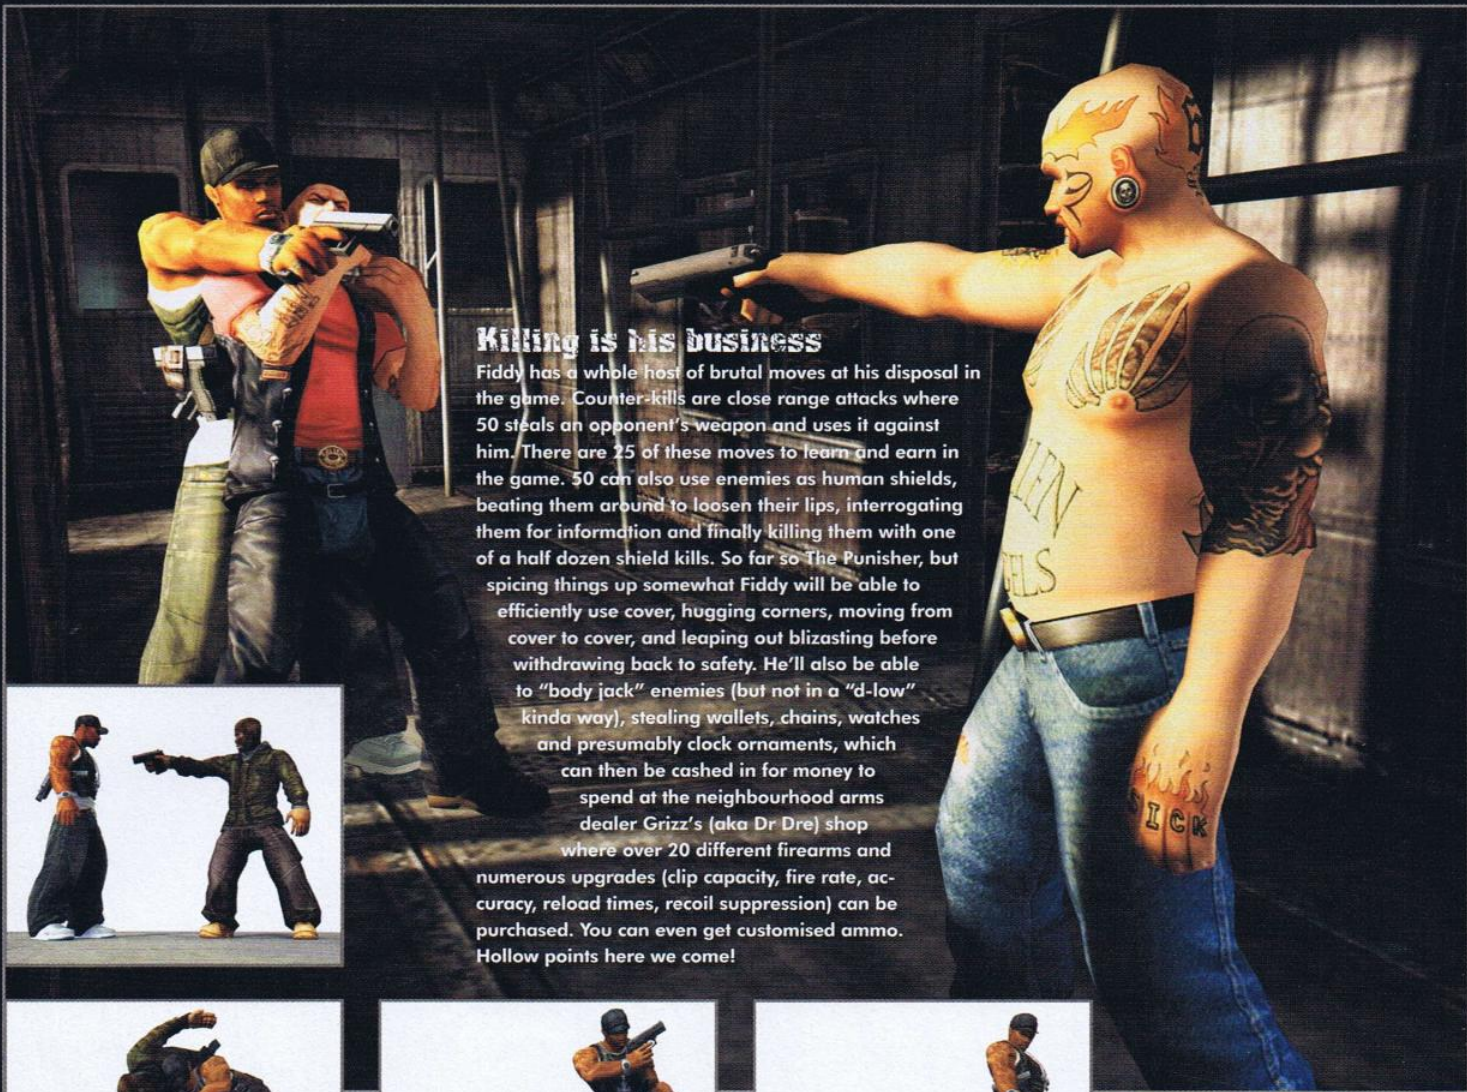 Killing is his business
Fiddy has a whole host of brutal moves at his disposal in
the game. Counter-kills are close range attacks where
50 steals an opponent's weapon and uses it against
him. There are 25 of these moves to learn and earn in
the game. 50 can also use enemies as human shields,
beating them around to loosen their lips, interrogating
them for information and finally killing them with one
of a half dozen shield kills. So far so The Punisher, but
spicing things up somewhat Fiddy will be able to
efficiently use cover, hugging corners, moving from
cover to cover, and leaping out blizasting before
withdrawing back to safety. He'll also be able
to “body jack” enemies (but not in a “d-low”
kinda way), stealing wallets, chains, watches
and presumably clock ornaments, which
can then be cashed in for money to
spend at the neighbourhood arms
dealer Grizz's (aka Dr Dre) shop
where over 20 different firearms and
numerous upgrades (clip capacity, fire rate, ac-
curacy, reload times, recoil suppression) can be
purchased. You can even get customised ammo.
Hollow points here we come!
SICK